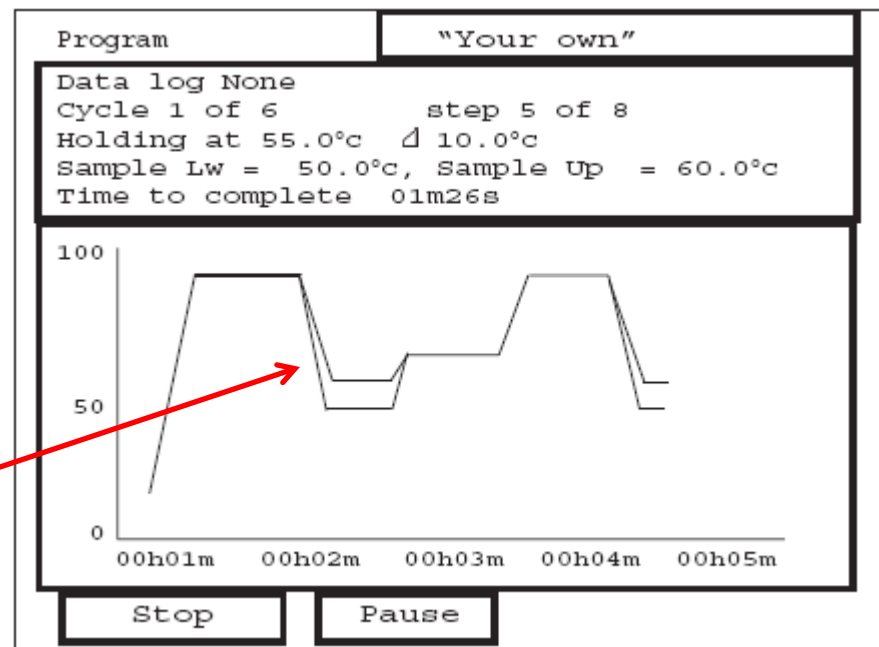 Program
“Your own”
Data log None
Cycle 1 of 6 step 5 of 8
Holding at 55.0°c ⊿ 10.0°c
Sample Lw = 50.0°c, Sample Up = 60.0°c
Time to complete 01m26s
100
50
0
00h01m 00h02m 00h03m 00h04m 00h05m
Stop
Pause